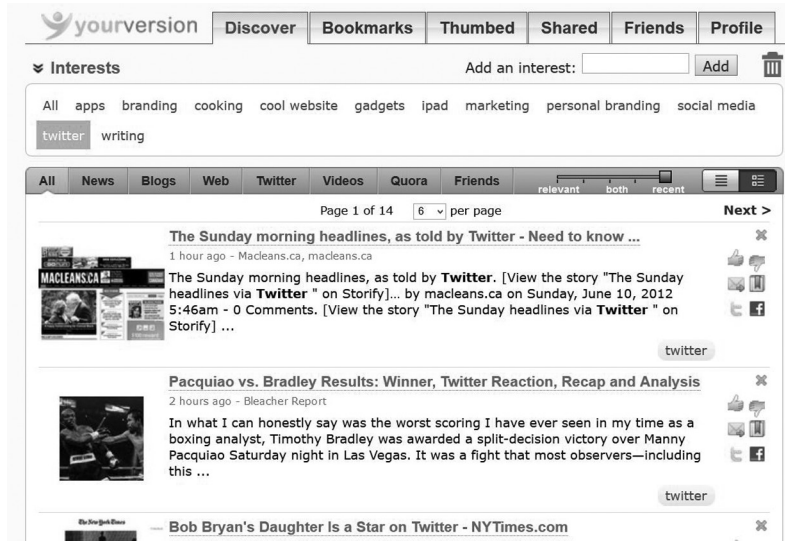 yourversion
Discover
Bookmarks
Thumbed
Shared
Friends
Profile
Interests
Add an interest:
Add
All apps branding cooking cool website gadgets ipad marketing personal branding social media
twitter writing
All News Blogs Web Twitter Videos Quora Friends
relevant both recent
Page 1 of 14 6 per page Next >
The Sunday morning headlines, as told by Twitter - Need to know ...
1 hour ago - Macleans.ca, macleans.ca
MACLEANS.CA
The Sunday morning headlines, as told by Twitter. [View the story "The Sunday
headlines via Twitter " on Storify]... by macleans.ca on Sunday, June 10, 2012
5:46am - 0 Comments. [View the story "The Sunday headlines via Twitter " on
Storify] ...
twitter
Pacquiao vs. Bradley Results: Winner, Twitter Reaction, Recap and Analysis
2 hours ago - Bleacher Report
In what I can honestly say was the worst scoring I have ever seen in my time as a
boxing analyst, Timothy Bradley was awarded a split-decision victory over Manny
Pacquiao Saturday night in Las Vegas. It was a fight that most observers—including
this ...
twitter
The New York Times
Bob Bryan's Daughter Is a Star on Twitter - NYTimes.com